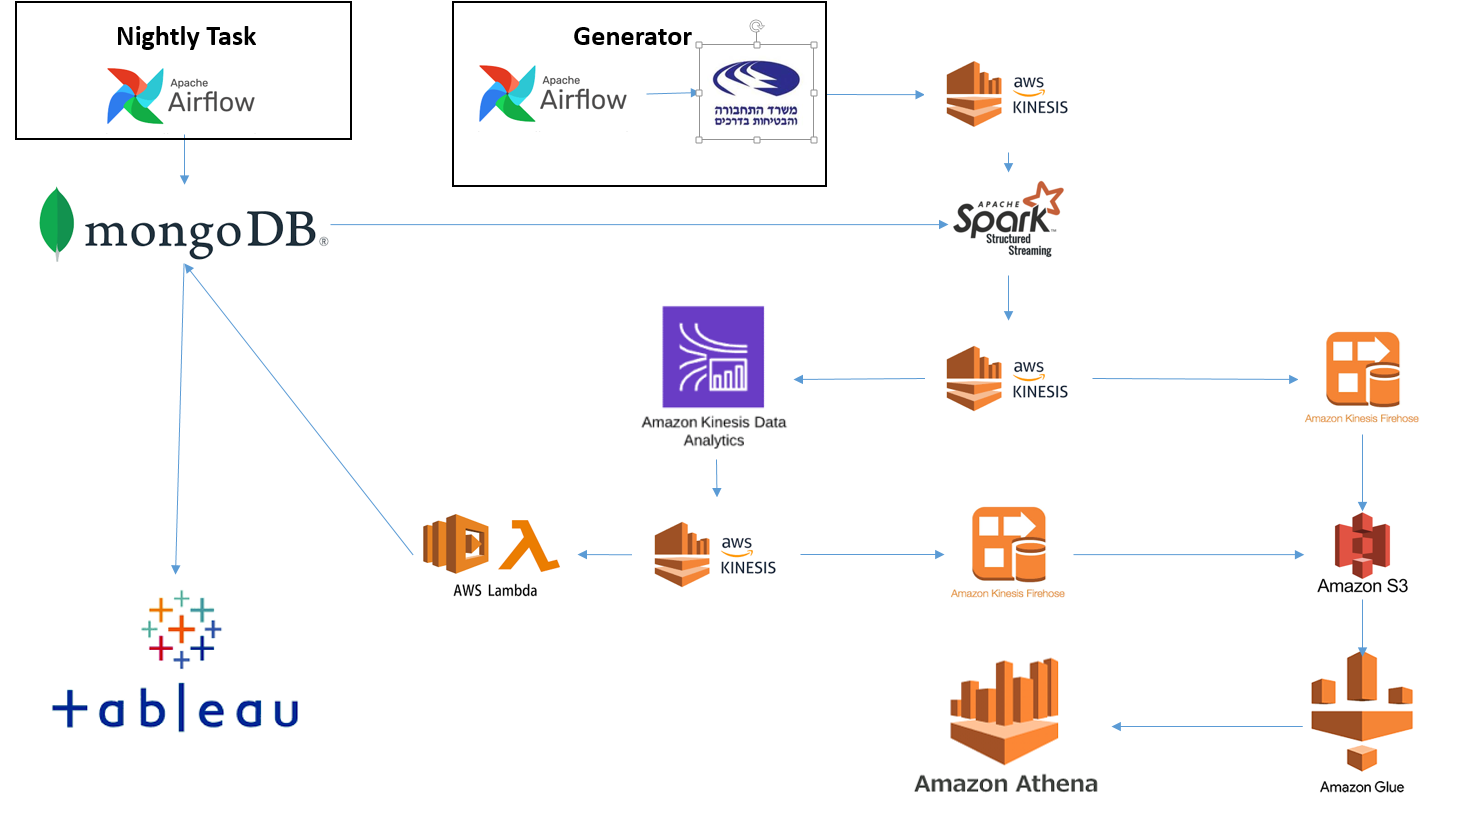 Nightly Task
Apache
Airflow
Generator
Apache
Airflow
משרד התחבורה
והבטיחות בדרכים
aws
KINESIS
mongoDB®
APACHE
Spark™
Structured
Streaming
Amazon Kinesis Data
Analytics
aws
KINESIS
Amazon Kinesis Firehose
AWS Lambda
aws
KINESIS
Amazon Kinesis Firehose
Amazon S3
+ableau
Amazon Athena
Amazon Glue